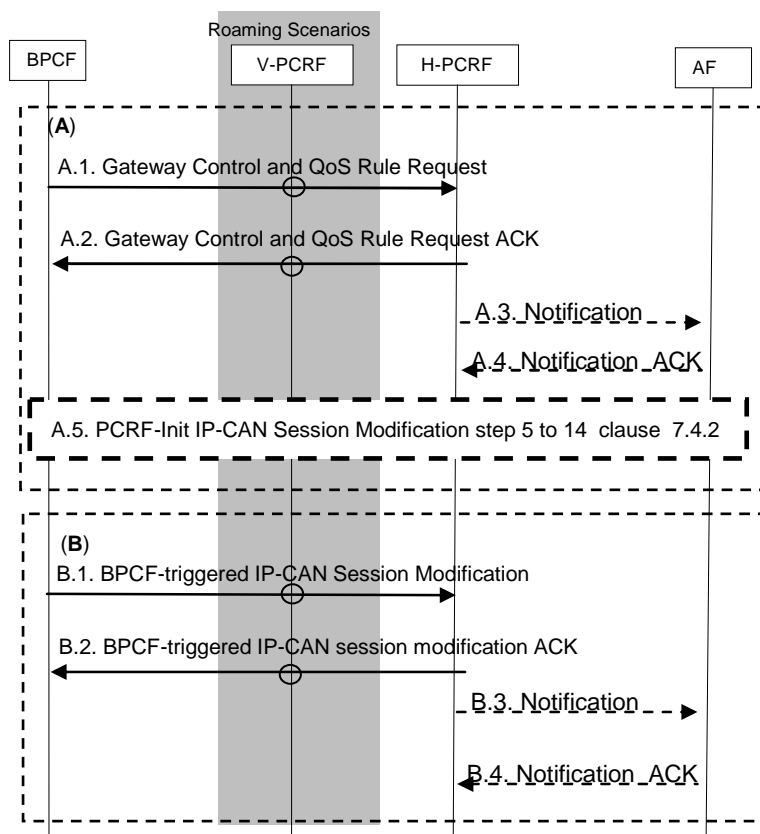 Roaming Scenarios
BPCF
V-PCRF
H-PCRF
AF
(A)
A.1. Gateway Control and QoS Rule Request
A.2. Gateway Control and QoS Rule Request ACK
A.3. Notification
A.4. Notification ACK
A.5. PCRF-Init IP-CAN Session Modification step 5 to 14 clause 7.4.2
(B)
B.1. BPCF-triggered IP-CAN Session Modification
B.2. BPCF-triggered IP-CAN session modification ACK
B.3. Notification
B.4. Notification ACK